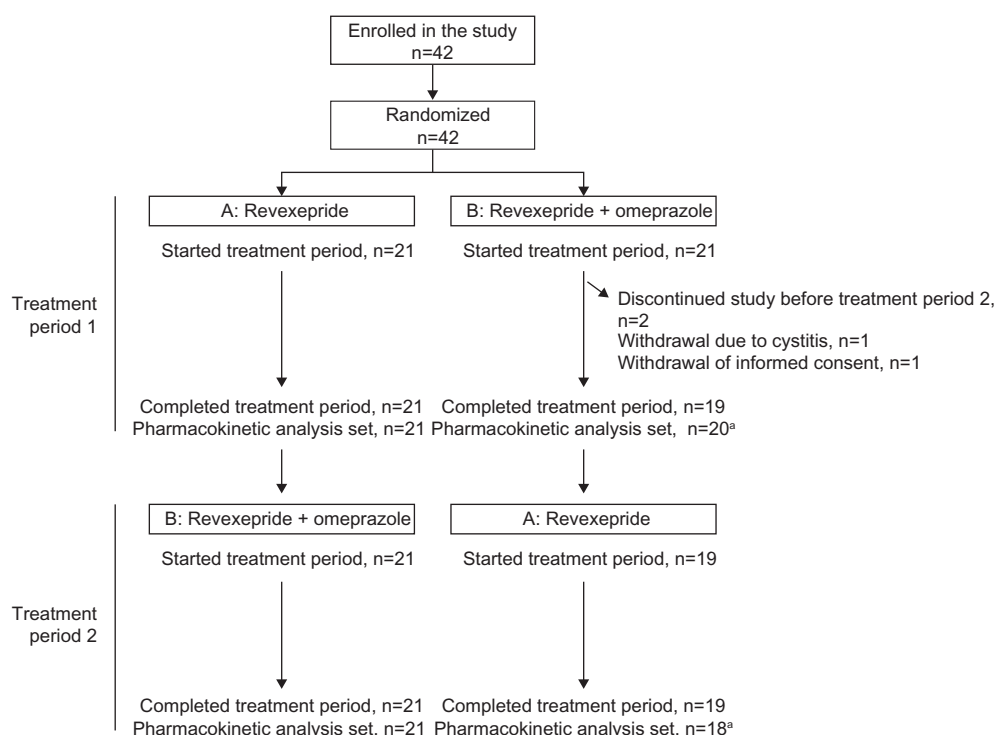 Enrolled in the study
n=42
Randomized
n=42
A: Revexepride
B: Revexepride + omeprazole
Started treatment period, n=21
Started treatment period, n=21
Treatment
period 1
Discontinued study before treatment period 2,
n=2
Withdrawal due to cystitis, n=1
Withdrawal of informed consent, n=1
Completed treatment period, n=21
Completed treatment period, n=19
Pharmacokinetic analysis set, n=21
Pharmacokinetic analysis set, n=20ᵃ
B: Revexepride + omeprazole
A: Revexepride
Started treatment period, n=21
Started treatment period, n=19
Treatment
period 2
Completed treatment period, n=21
Completed treatment period, n=19
Pharmacokinetic analysis set, n=21
Pharmacokinetic analysis set, n=18ᵃ